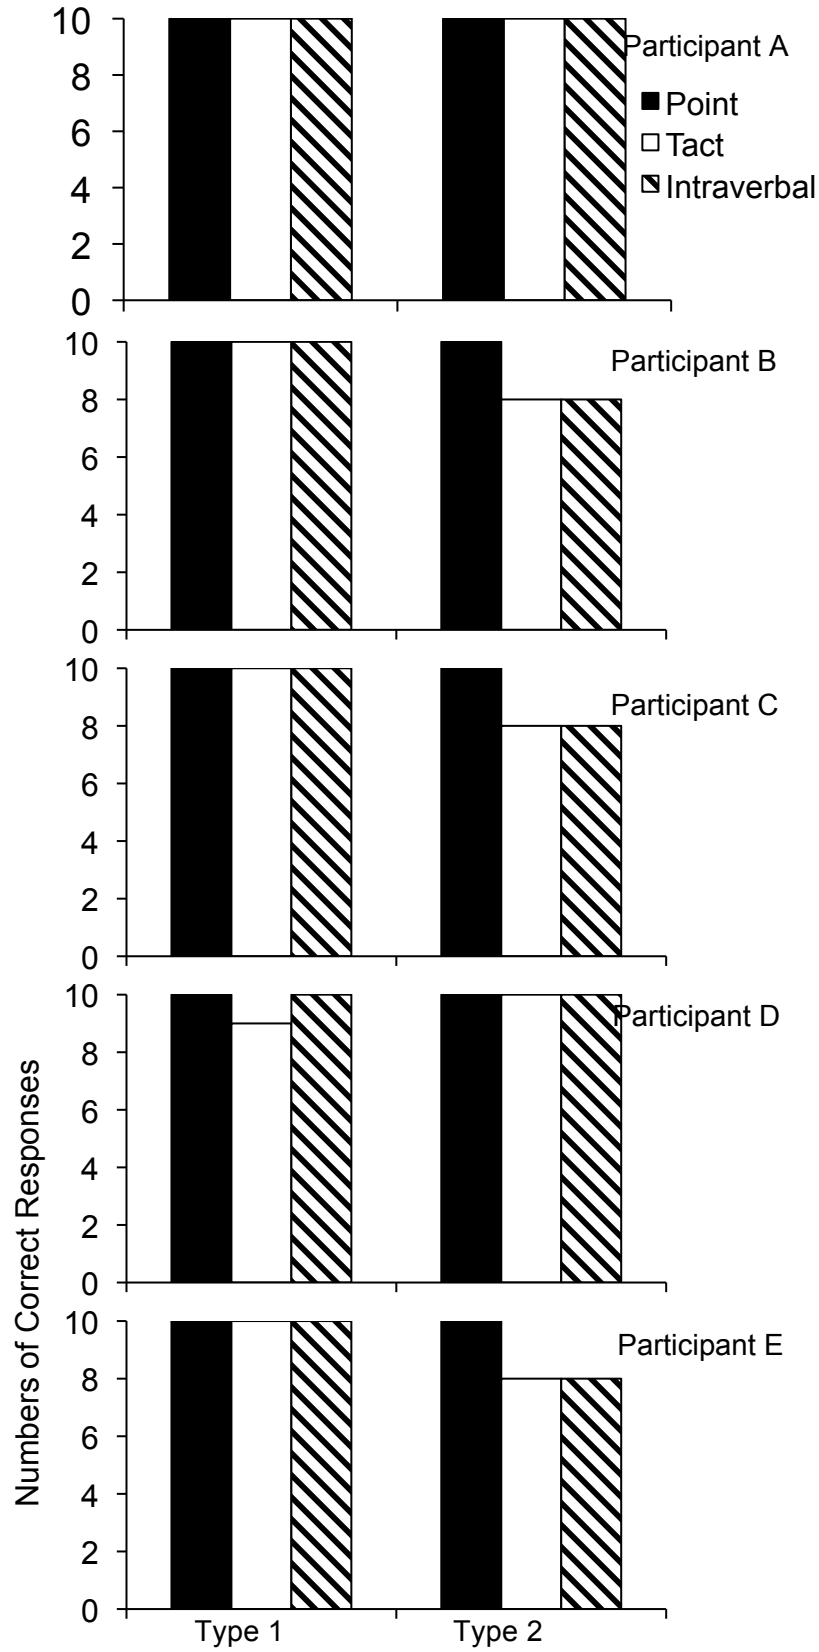 10
8
6
4
2
0
Participant A
Point
Tact
Intraverbal
10
8
6
4
2
0
Participant B
10
8
6
4
2
0
Participant C
10
8
6
4
2
0
Participant D
10
8
6
4
2
0
Participant E
Numbers of Correct Responses
Type 1
Type 2